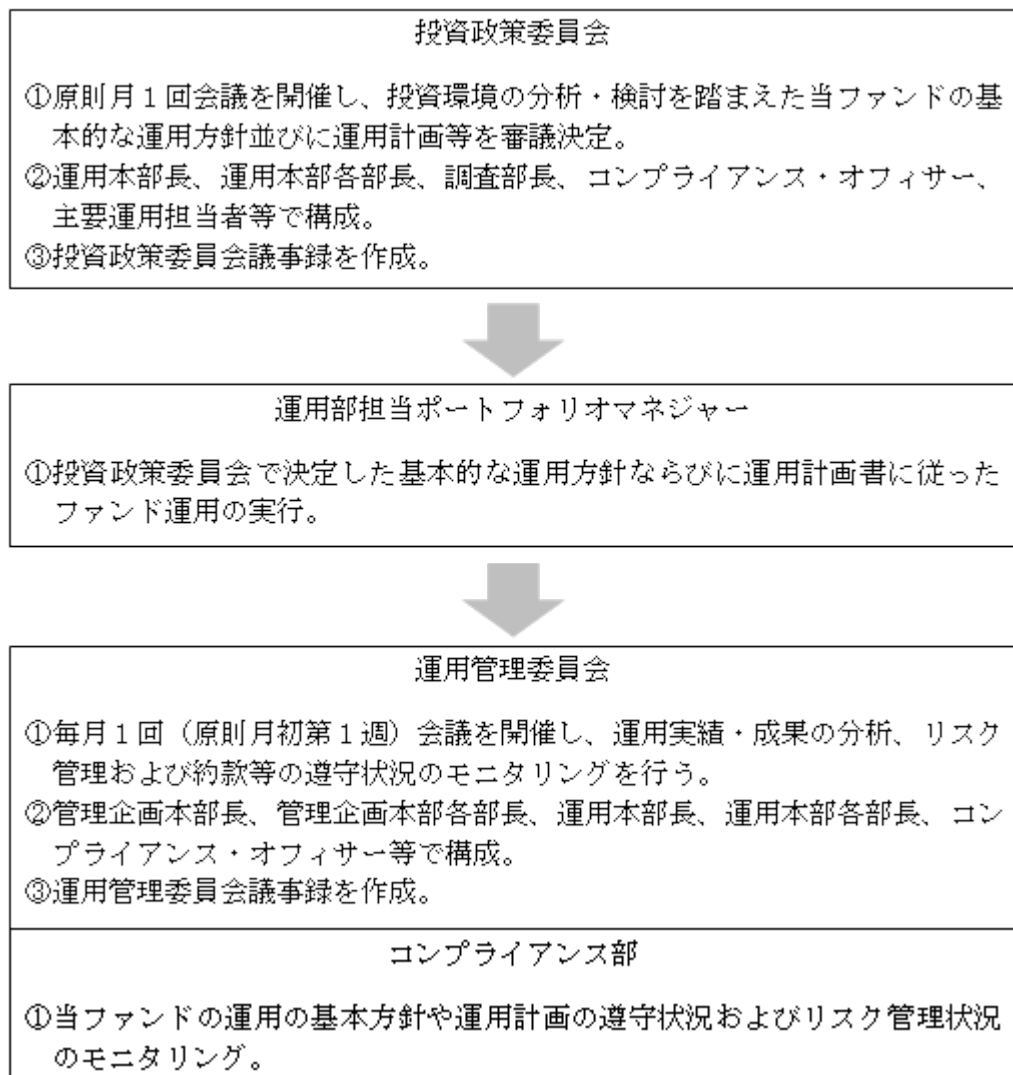 投資政策委員会
①原則月１回会議を開催し、投資環境の分析・検討を踏まえた当ファンドの基
本的な運用方針並びに運用計画等を審議決定。
②運用本部長、運用本部各部長、調査部長、コンプライアンス・オフィサー、
主要運用担当者等で構成。
③投資政策委員会議事録を作成。
運用部担当ポートフォリオマネジャー
①投資政策委員会で決定した基本的な運用方針ならびに運用計画書に従った
ファンド運用の実行。
運用管理委員会
①毎月１回（原則月初第１週）会議を開催し、運用実績・成果の分析、リスク
管理および約款等の遵守状況のモニタリングを行う。
②管理企画本部長、管理企画本部各部長、運用本部長、運用本部各部長、コン
プライアンス・オフィサー等で構成。
③運用管理委員会議事録を作成。
コンプライアンス部
①当ファンドの運用の基本方針や運用計画の遵守状況およびリスク管理状況
のモニタリング。